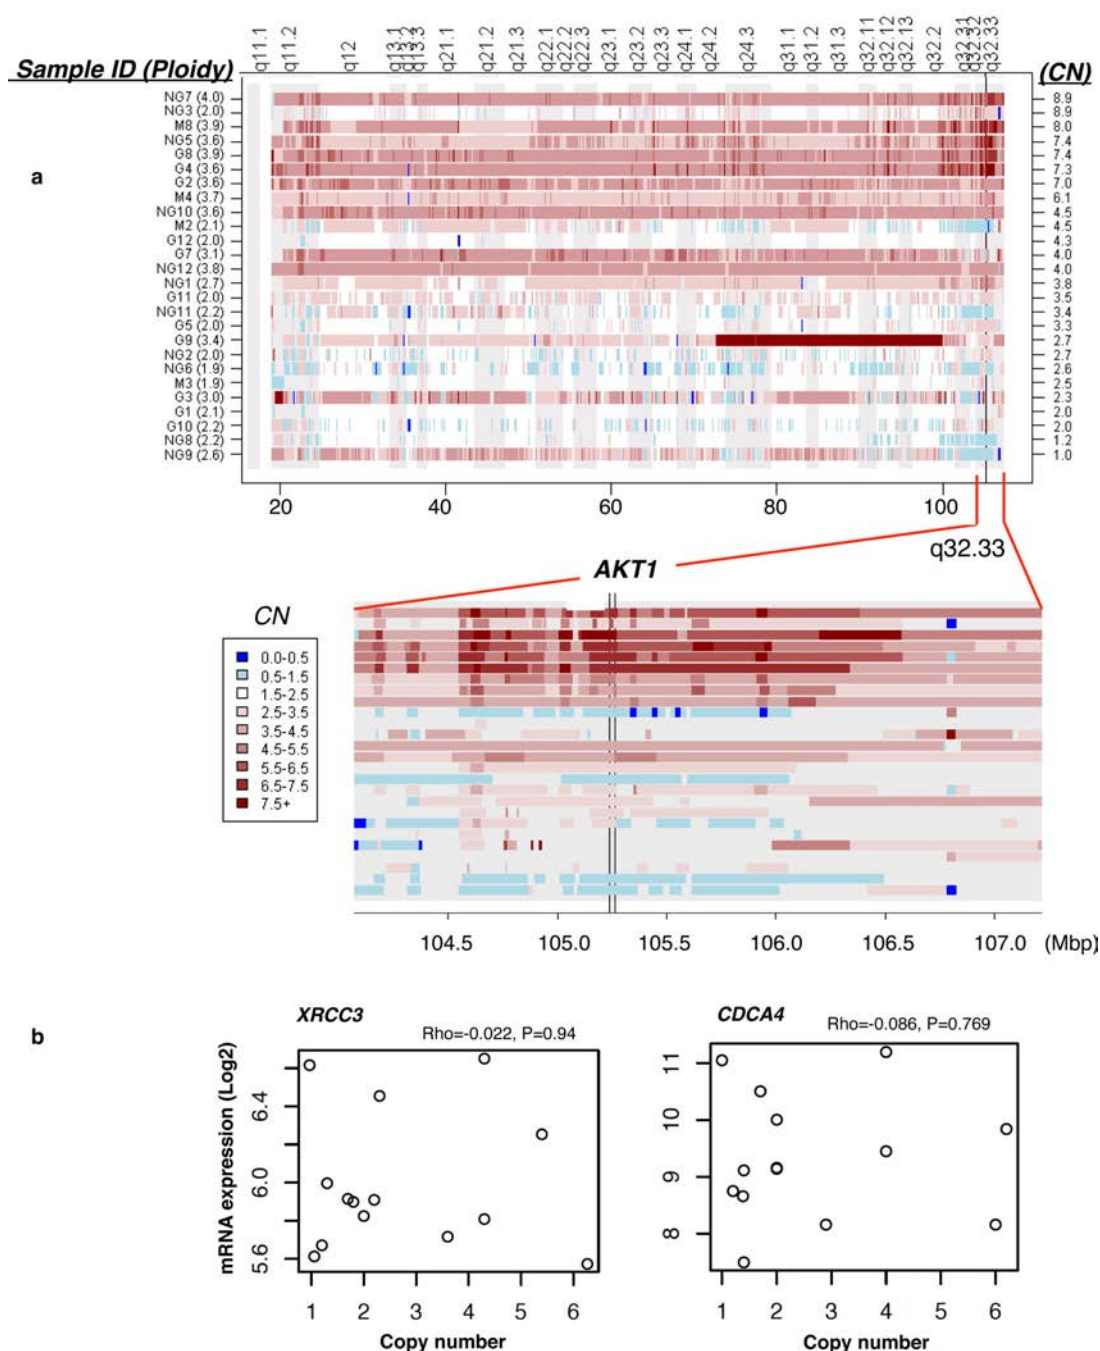 q11.1 q11.2 q12 q13.1 q13.2 q13.3 q21.1 q21.2 q21.3 q22.1 q22.2 q22.3 q23.1 q23.2 q23.3 q24.1 q24.2 q24.3 q31.1 q31.2 q31.3 q32.11 q32.12 q32.13 q32.2 q32.31 q32.32 q32.33
Sample ID (Ploidy) (CN)
a
NG7 (4.0) 8.9
NG3 (2.0) 8.9
M8 (3.9) 8.0
NG5 (3.6) 7.4
G8 (3.9) 7.4
G4 (3.6) 7.3
G2 (3.6) 7.0
M4 (3.7) 6.1
NG10 (3.6) 4.5
M2 (2.1) 4.5
G12 (2.0) 4.3
G7 (3.1) 4.0
NG12 (3.8) 4.0
NG1 (2.7) 3.8
G11 (2.0) 3.5
NG11 (2.2) 3.4
G5 (2.0) 3.3
G9 (3.4) 2.7
NG2 (2.0) 2.7
NG6 (1.9) 2.6
M3 (1.9) 2.5
G3 (3.0) 2.3
G1 (2.1) 2.0
G10 (2.2) 2.0
NG8 (2.2) 1.2
NG9 (2.6) 1.0
20 40 60 80 100
q32.33
AKT1
CN
0.0-0.5
0.5-1.5
1.5-2.5
2.5-3.5
3.5-4.5
4.5-5.5
5.5-6.5
6.5-7.5
7.5+
104.5 105.0 105.5 106.0 106.5 107.0 (Mbp)
b
XRCC3
Rho=-0.022, P=0.94
mRNA expression (Log2)
6.4
6.0
5.6
1 2 3 4 5 6
Copy number
CDCA4
Rho=-0.086, P=0.769
11
10
9
8
1 2 3 4 5 6
Copy number